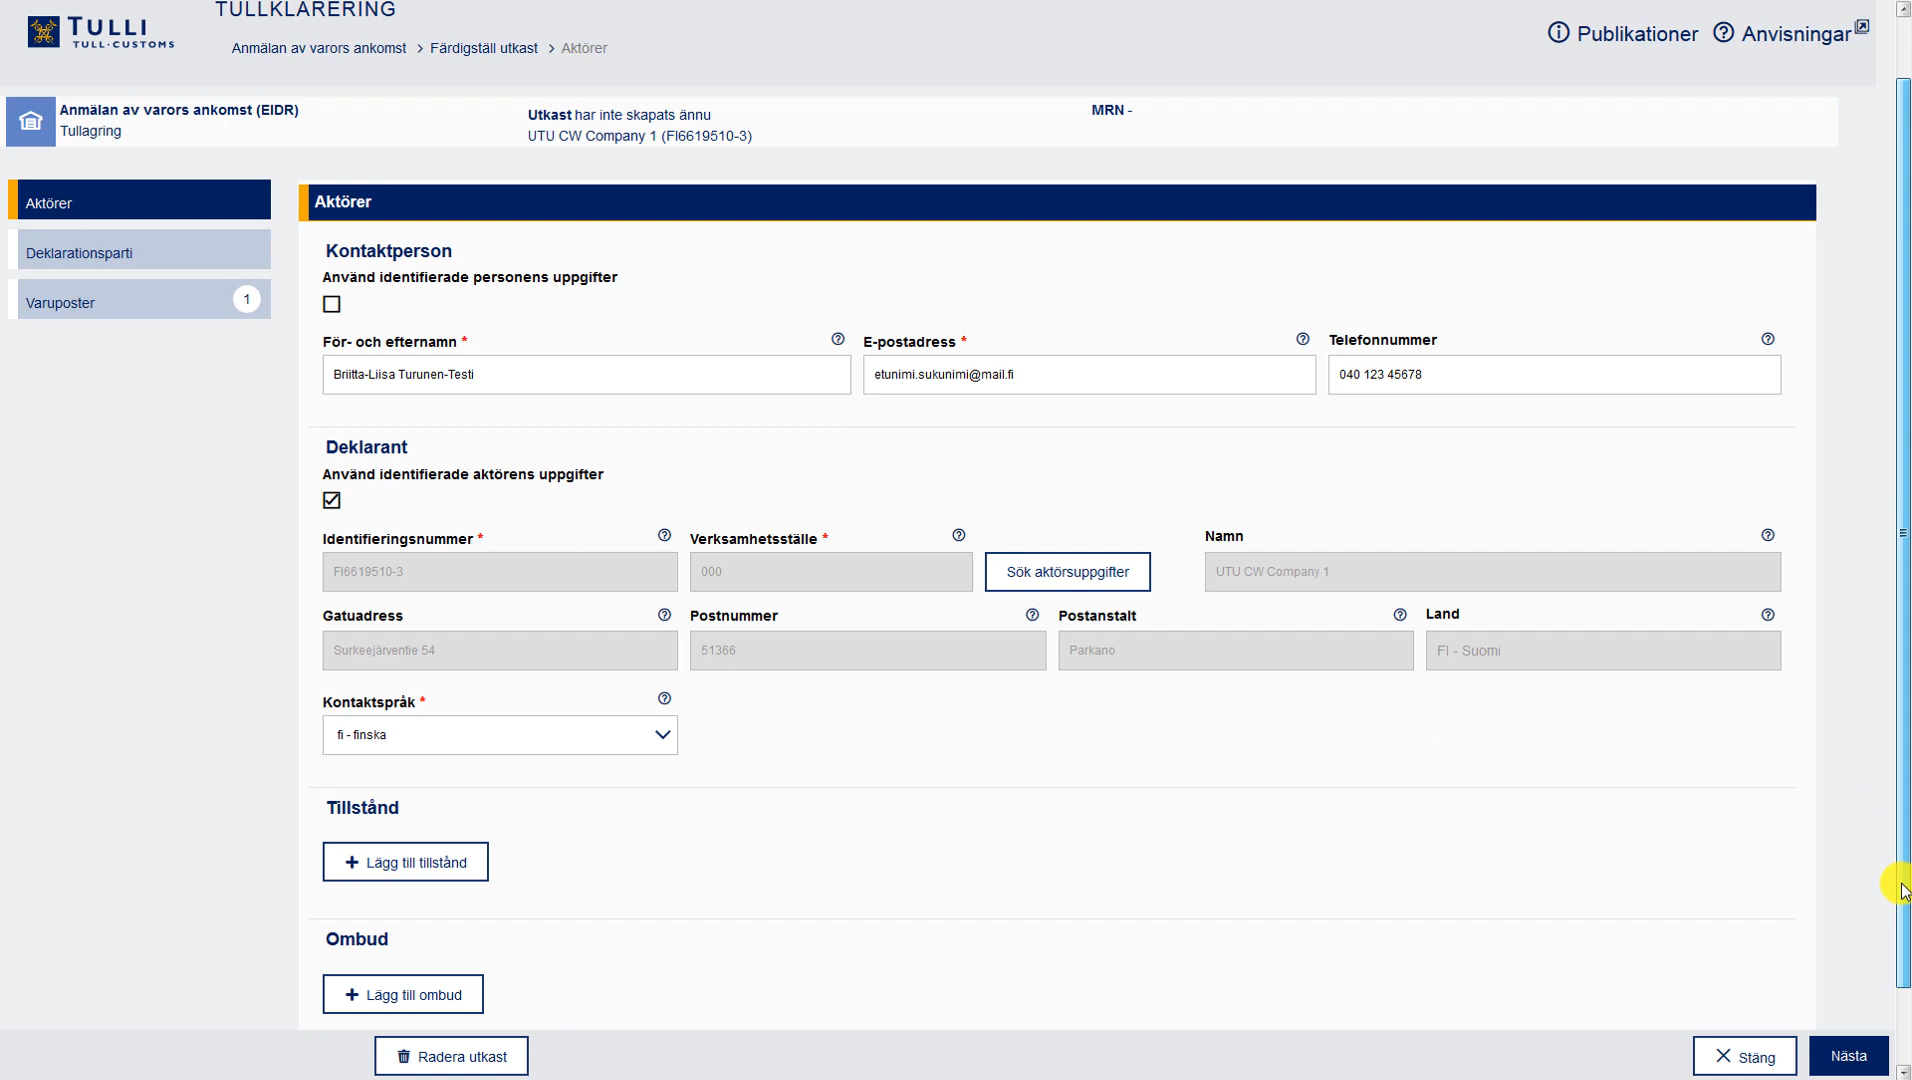 TULLKLARERING
TULLI
TULL·CUSTOMS
Anmälan av varors ankomst > Färdigställ utkast > Aktörer
Publikationer
Anvisningar
Anmälan av varors ankomst (EIDR)
Tullagring
Utkast har inte skapats ännu
UTU CW Company 1 (FI6619510-3)
MRN -
Aktörer
Deklarationsparti
Varuposter 1
Aktörer
Kontaktperson
Använd identifierade personens uppgifter
För- och efternamn * E-postadress * Telefonnummer
Briitta-Liisa Turunen-Testi etunimi.sukunimi@mail.fi 040 123 45678
Deklarant
Använd identifierade aktörens uppgifter
Identifieringsnummer * Verksamhetsställe * Namn
FI6619510-3 000 Sök aktörsuppgifter UTU CW Company 1
Gatuadress Postnummer Postanstalt Land
Surkeejärventie 54 51366 Parkano FI - Suomi
Kontaktspråk *
fi - finska
Tillstånd
+ Lägg till tillstånd
Ombud
+ Lägg till ombud
Radera utkast
Stäng
Nästa